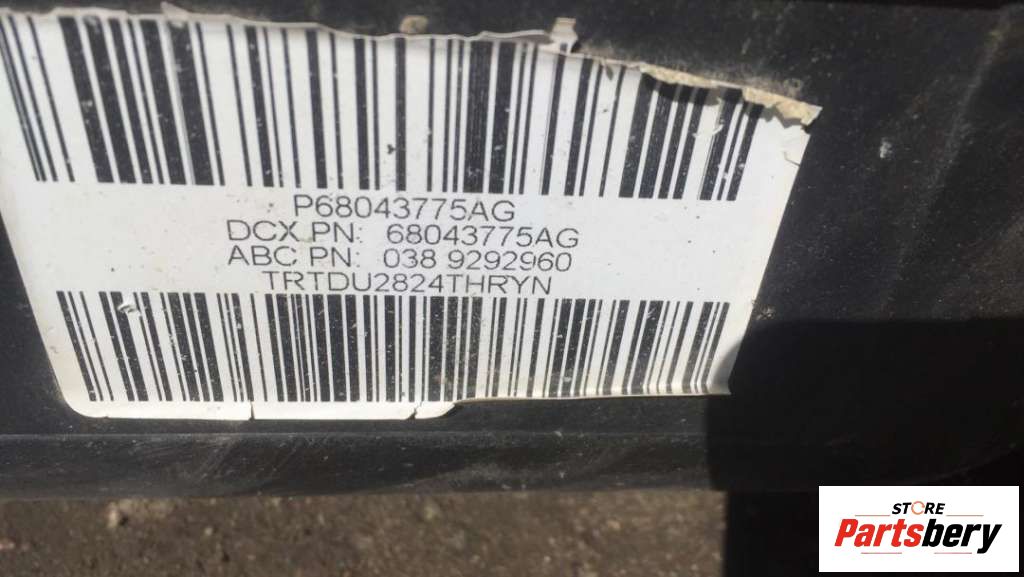 P68043775AG
DCX PN: 68043775AG
ABC PN: 038 9292960
TRTDU2824THRYN
STORE
Partsbery